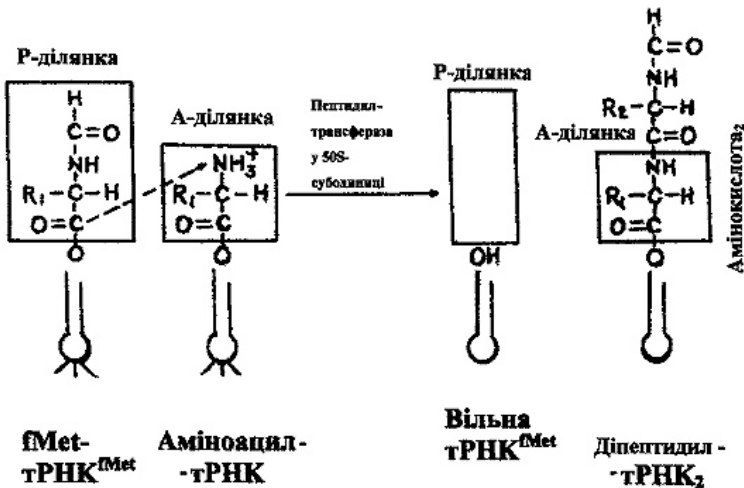 Р-ділянка
H
C=O
NH
R₁-C-H
O=C
O
fMet-
тРНК^fMet
А-ділянка
NH₃⁺
R₁-C-H
O=C
O
Аміноацил-
-тРНК
Пептидил-
трансфераза
у 50S-
субодиниці
Р-ділянка
OH
Вільна
тРНК^fMet
H
C=O
NH
R₂-C-H
C=O
А-ділянка
NH
R₁-C-H
O=C
O
Амінокислота₂
Діпептидил -
-тРНК₂